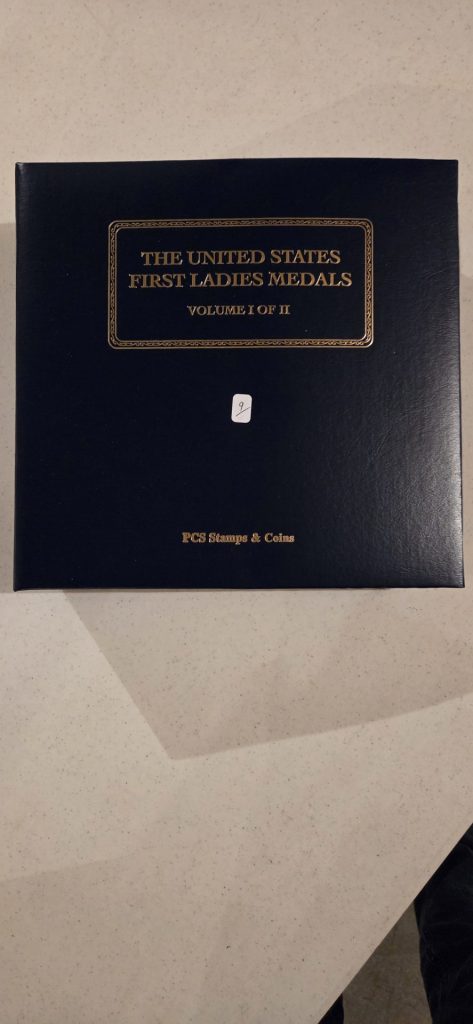 THE UNITED STATES
FIRST LADIES MEDALS
VOLUME I OF II
9
PCS Stamps & Coins